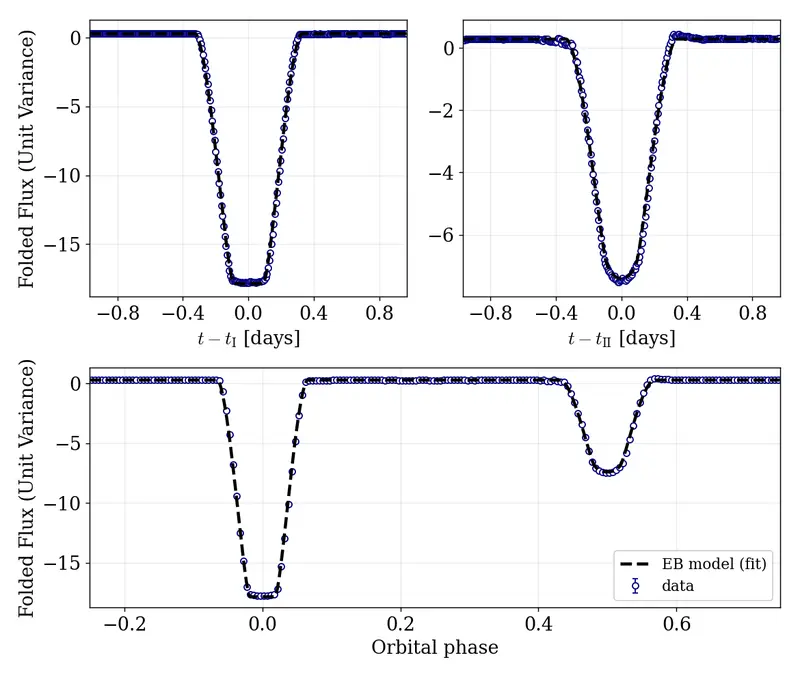 Folded Flux (Unit Variance)
0
−5
−10
−15
−0.8 −0.4 0.0 0.4 0.8
t − t_I [days]
0
−2
−4
−6
−0.8 −0.4 0.0 0.4 0.8
t − t_II [days]
Folded Flux (Unit Variance)
0
−5
−10
−15
EB model (fit)
data
−0.2 0.0 0.2 0.4 0.6
Orbital phase